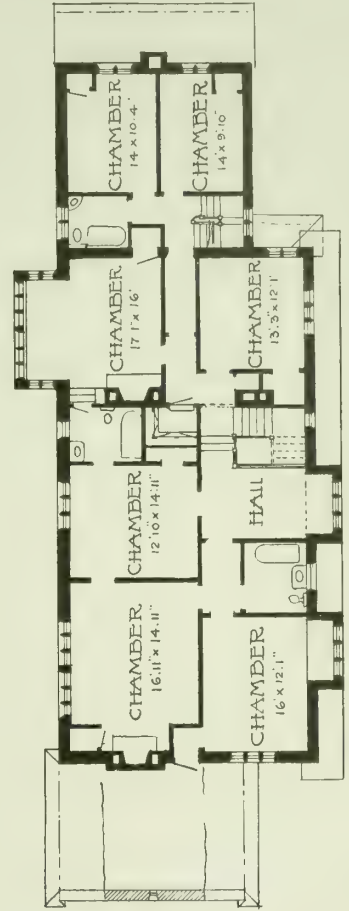 CHAMBER
14 x 10.4'
CHAMBER
14' x 9'.10"
CHAMBER
17'.1" x 16'
CHAMBER
13'.3" x 12'.1"
CHAMBER
12'.10" x 14'.11"
HALL
CHAMBER
16'.11" x 14'.11"
CHAMBER
16' x 12'.1"